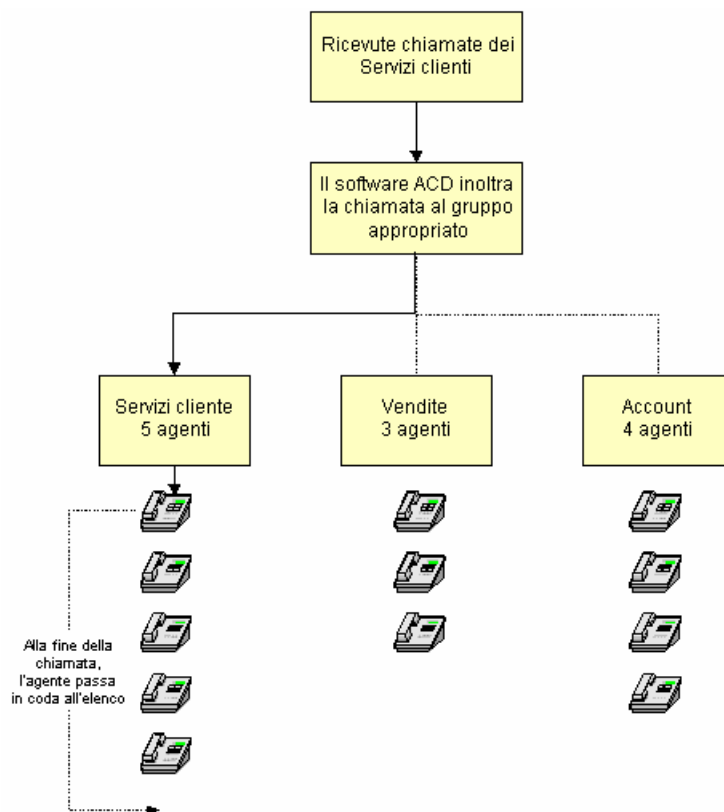 Ricevute chiamate dei
Servizi clienti
Il software ACD inoltra
la chiamata al gruppo
appropriato
Servizi cliente
5 agenti
Vendite
3 agenti
Account
4 agenti
Alla fine della
chiamata,
l'agente passa
in coda all'elenco